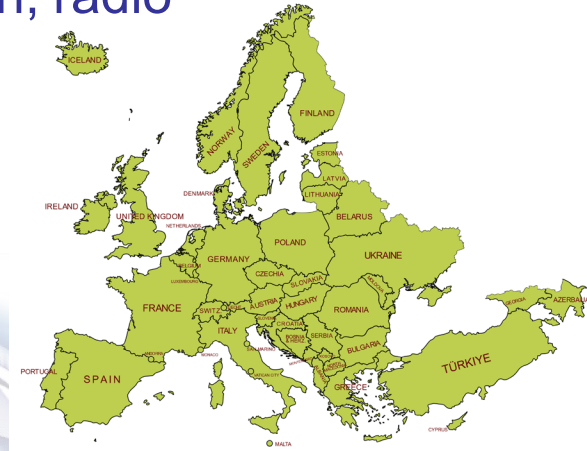 n, radio
ICELAND
FINLAND
NORWAY
SWEDEN
ESTONIA
LATVIA
DENMARK
LITHUANIA
IRELAND
UNITED KINGDOM
NETHERLANDS
BELARUS
POLAND
GERMANY
BELGIUM
UKRAINE
LUXEMBOURG
CZECHIA
SLOVAKIA
MOLDOVA
FRANCE
SWITZ.
AUSTRIA
HUNGARY
ROMANIA
GEORGIA
AZERBAIJ
SLOVENIA
CROATIA
ITALY
BOSNIA
& HERZ.
SERBIA
SAN MARINO
MONACO
ANDORRA
BULGARIA
PORTUGAL
SPAIN
VATICAN CITY
TÜRKIYE
GREECE
CYPRUS
MALTA